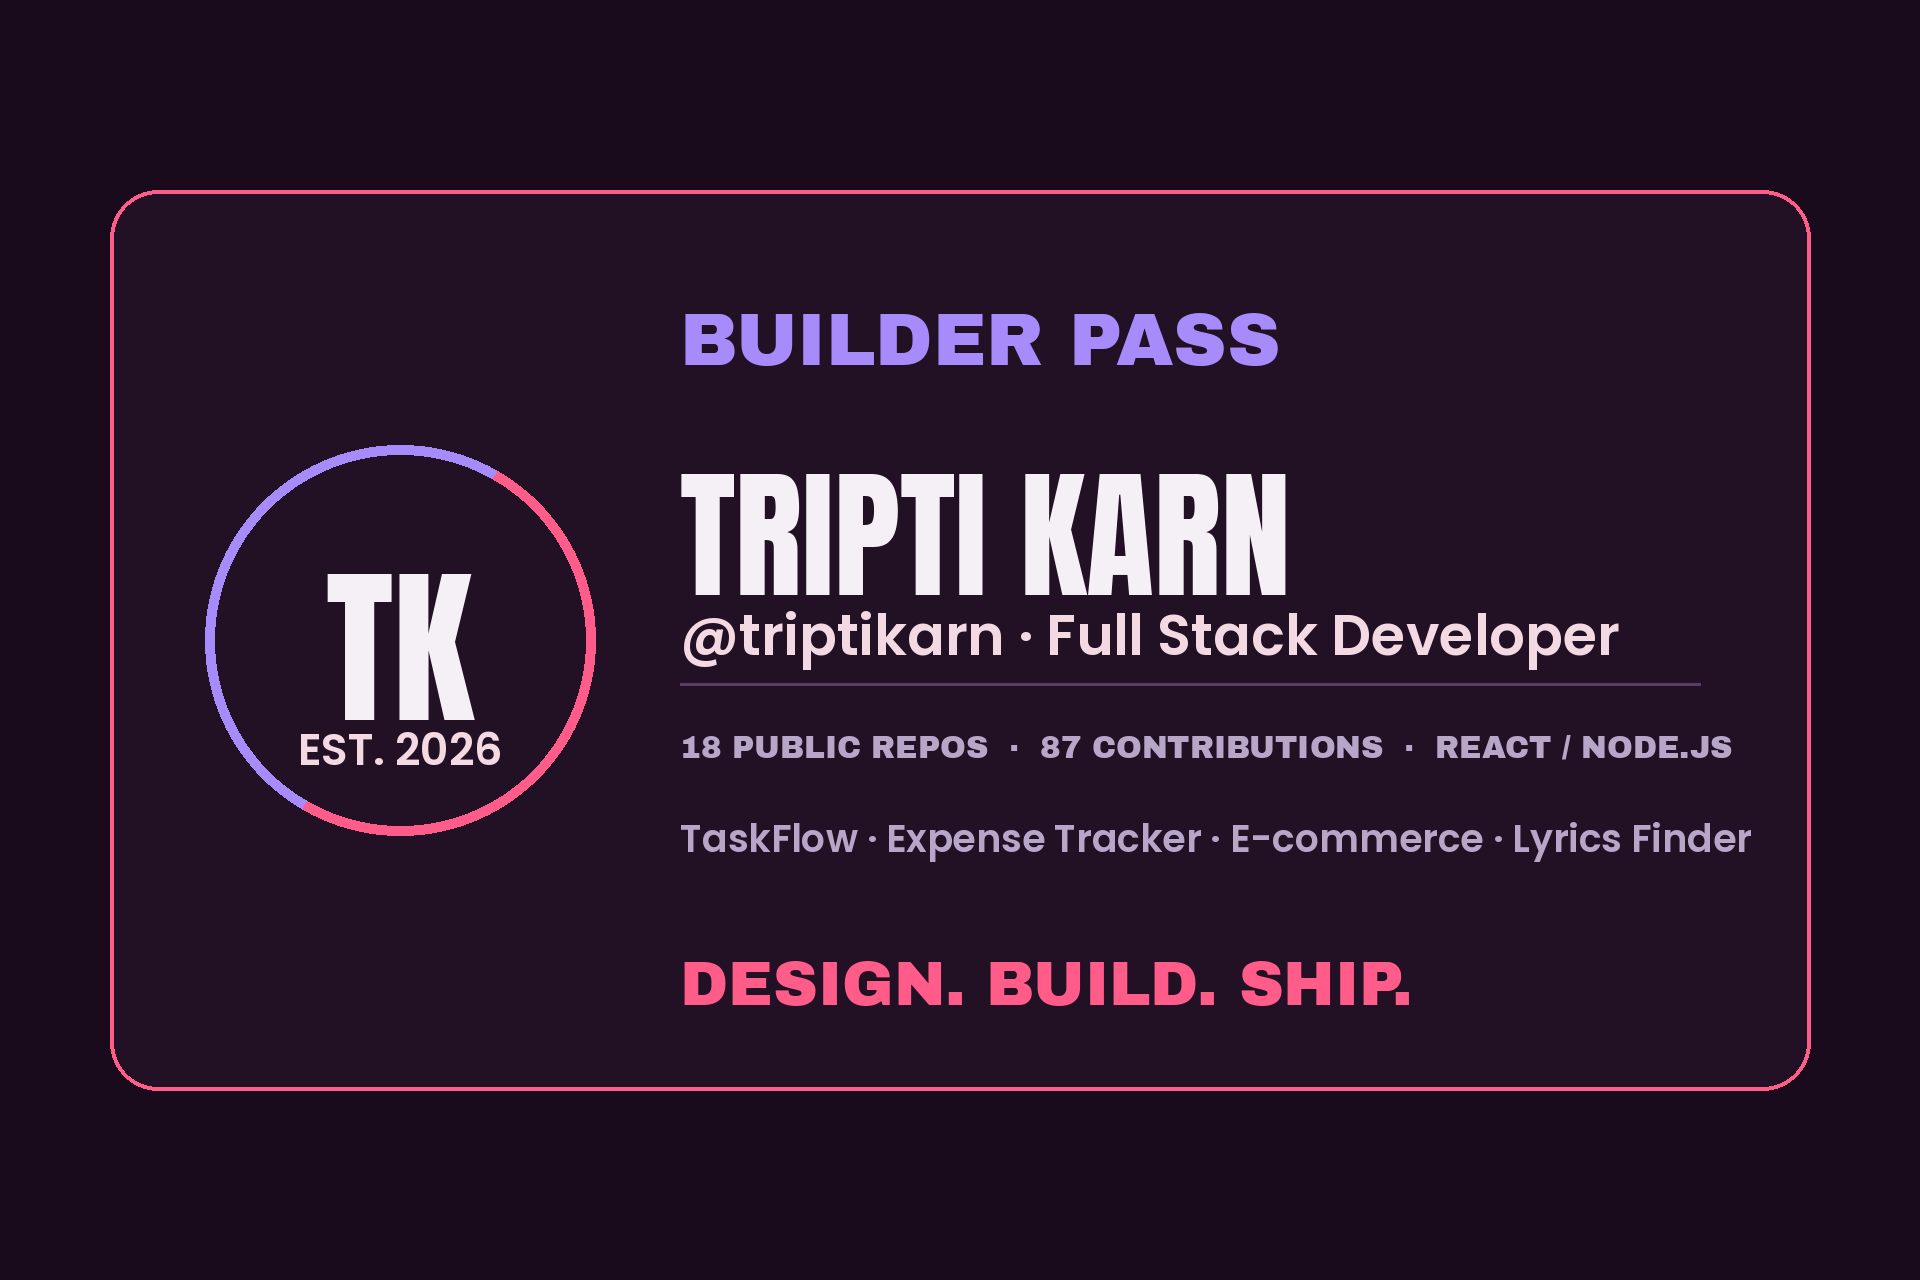 BUILDER PASS
TRIPTI KARN
@triptikarn · Full Stack Developer
TK
EST. 2026
18 PUBLIC REPOS · 87 CONTRIBUTIONS · REACT / NODE.JS
TaskFlow · Expense Tracker · E-commerce · Lyrics Finder
DESIGN. BUILD. SHIP.